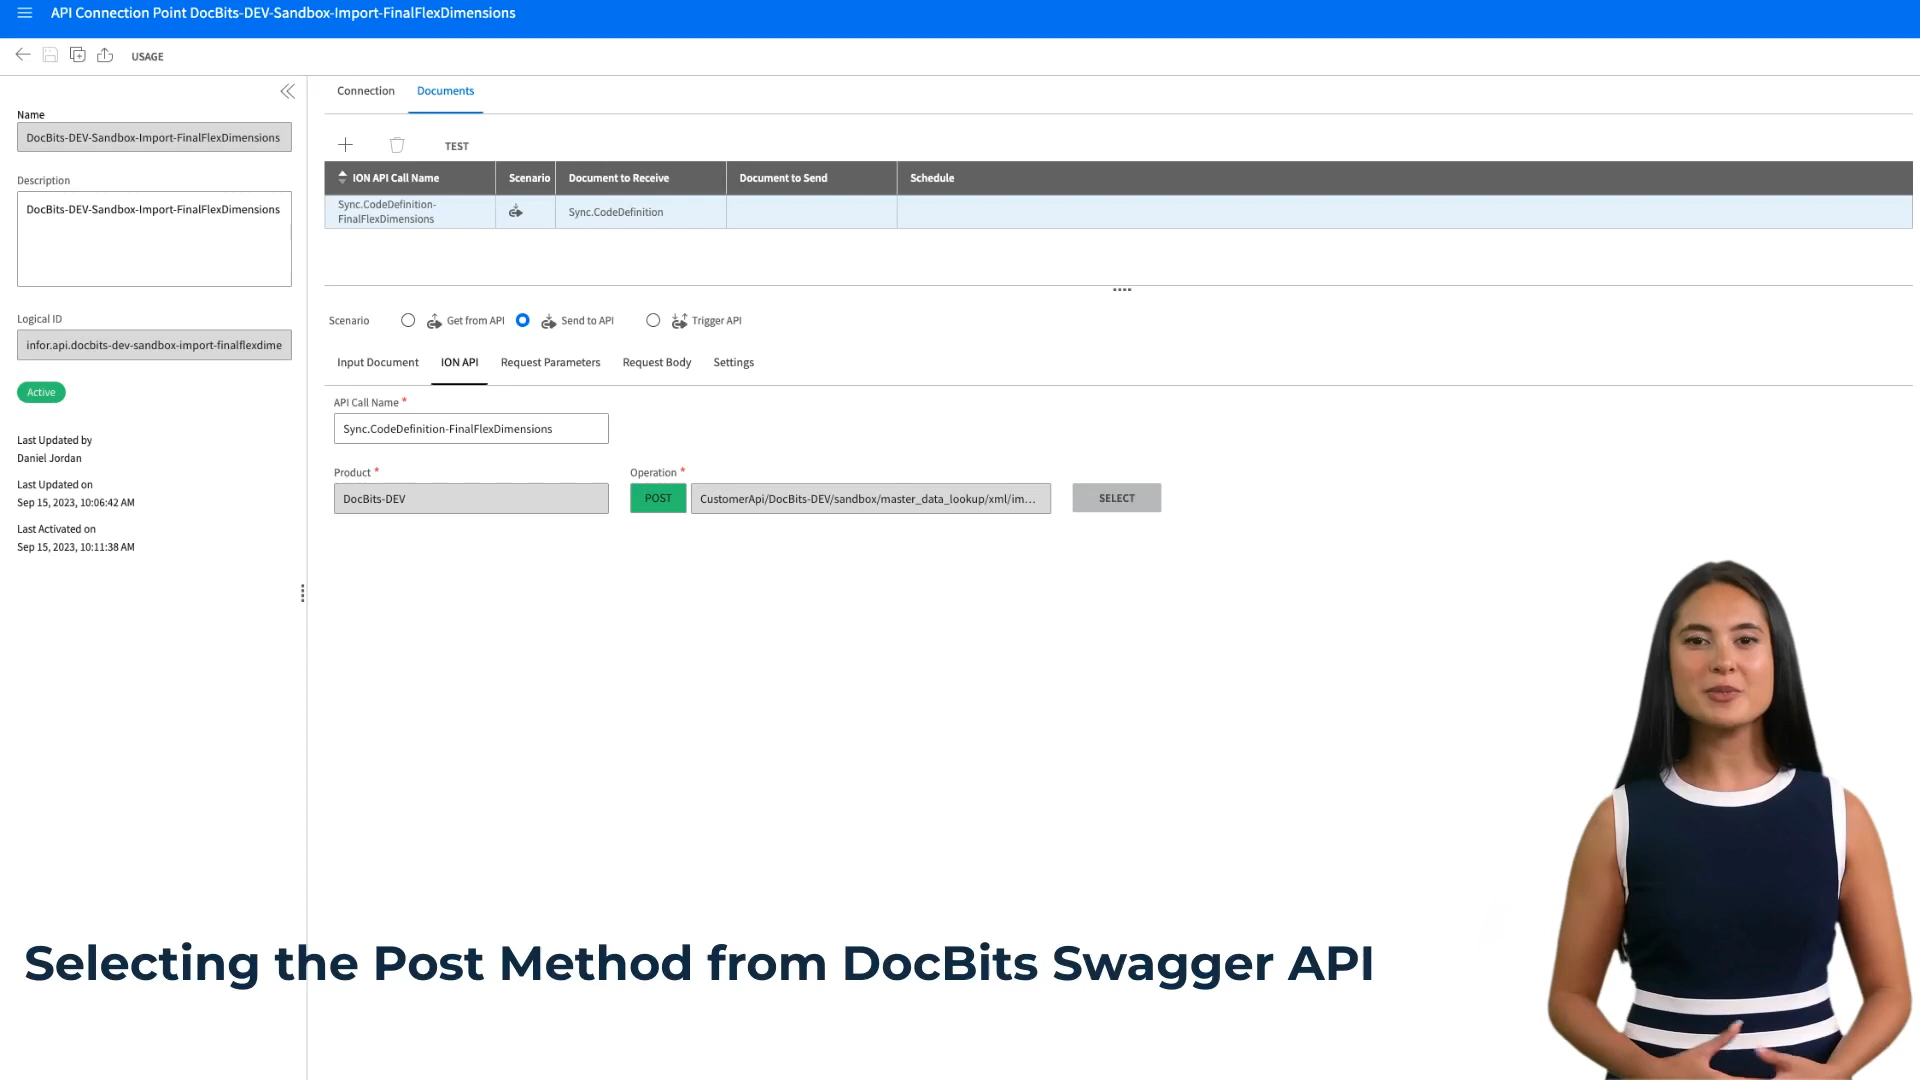 API Connection Point DocBits-DEV-Sandbox-Import-FinalFlexDimensions
USAGE
Name
DocBits-DEV-Sandbox-Import-FinalFlexDimensions
Description
DocBits-DEV-Sandbox-Import-FinalFlexDimensions
Logical ID
infor.api.docbits-dev-sandbox-import-finalflexdime
Active
Last Updated by
Daniel Jordan
Last Updated on
Sep 15, 2023, 10:06:42 AM
Last Activated on
Sep 15, 2023, 10:11:38 AM
Connection Documents
TEST
ION API Call Name Scenario Document to Receive Document to Send Schedule
Sync.CodeDefinition-
FinalFlexDimensions
Sync.CodeDefinition
Scenario Get from API Send to API Trigger API
Input Document ION API Request Parameters Request Body Settings
API Call Name *
Sync.CodeDefinition-FinalFlexDimensions
Product * Operation *
DocBits-DEV POST CustomerApi/DocBits-DEV/sandbox/master_data_lookup/xml/im... SELECT
Selecting the Post Method from DocBits Swagger API